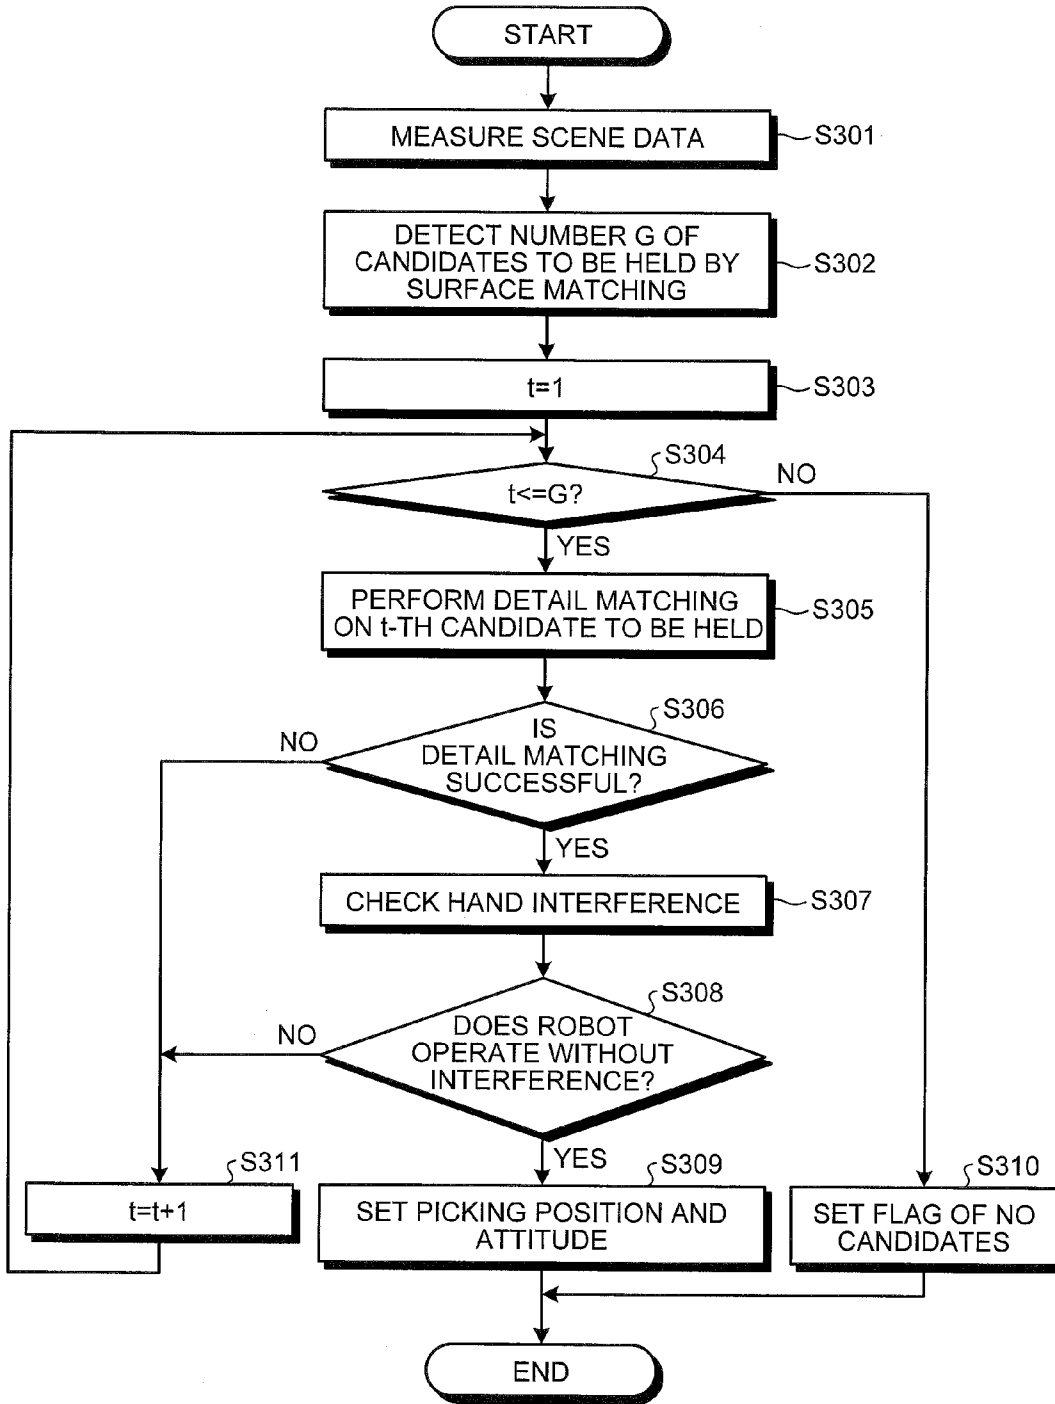 START
MEASURE SCENE DATA
S301
DETECT NUMBER G OF
CANDIDATES TO BE HELD BY
SURFACE MATCHING
S302
t=1
S303
S304
t<=G?
NO
YES
PERFORM DETAIL MATCHING
ON t-TH CANDIDATE TO BE HELD
S305
S306
IS
DETAIL MATCHING
SUCCESSFUL?
NO
YES
CHECK HAND INTERFERENCE
S307
S308
DOES ROBOT
OPERATE WITHOUT
INTERFERENCE?
NO
YES
S311
t=t+1
S309
SET PICKING POSITION AND
ATTITUDE
S310
SET FLAG OF NO
CANDIDATES
END